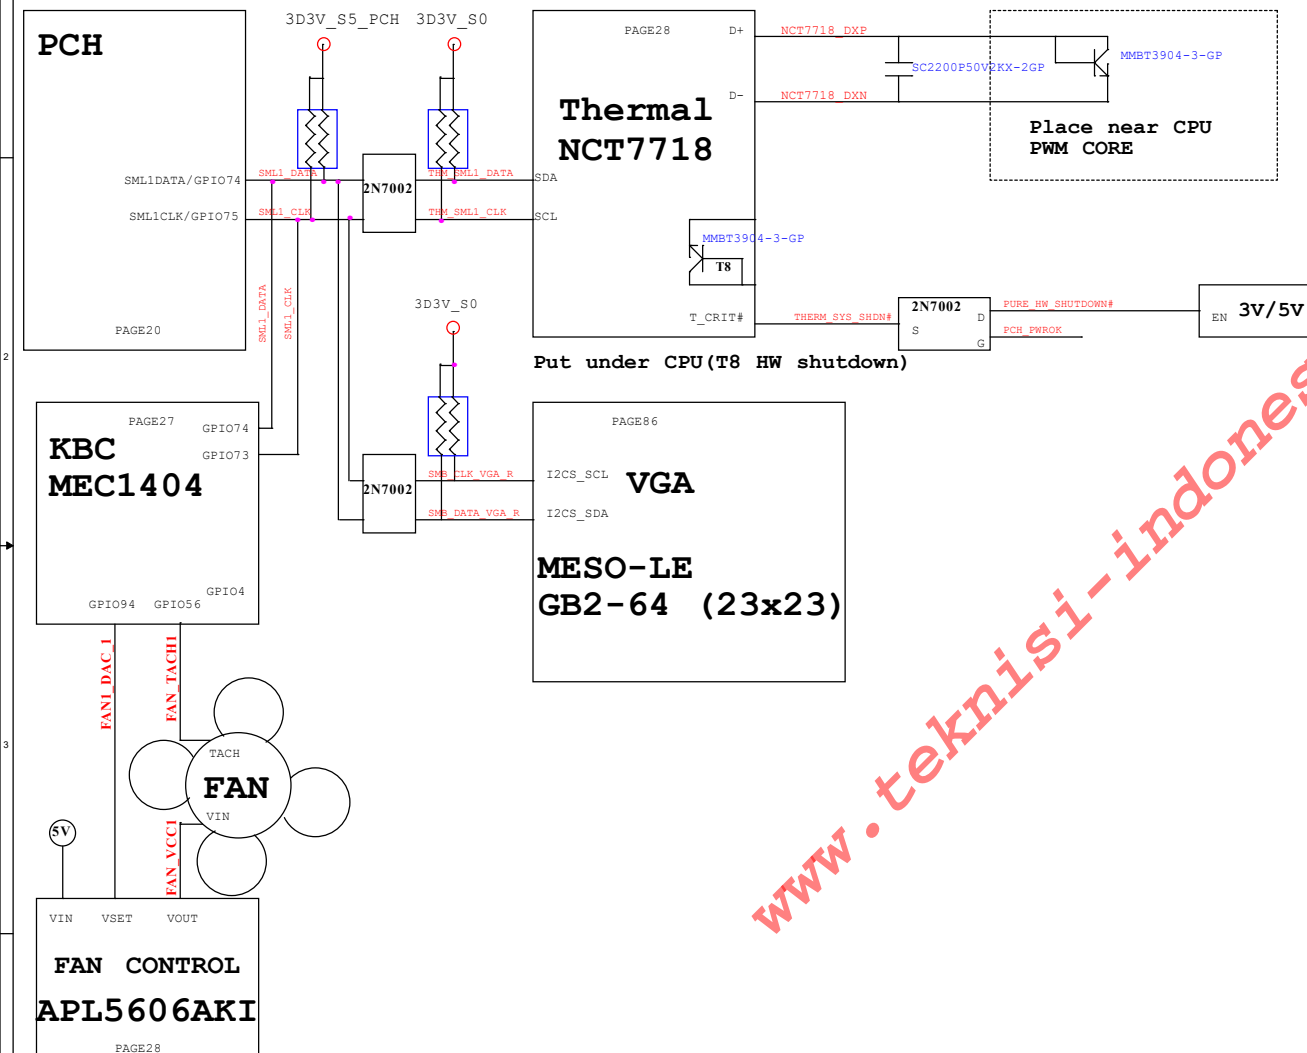 3D3V_S5_PCH
3D3V_S0
PCH
SML1DATA/GPIO74
SML1CLK/GPIO75
PAGE20
SML1_DATA
SML1_CLK
SML1_DATA
SML1_CLK
2N7002
THM_SML1_DATA
THM_SML1_CLK
PAGE28
Thermal
NCT7718
SDA
SCL
D+
D-
NCT7718_DXP
NCT7718_DXN
SC2200P50V2KX-2GP
MMBT3904-3-GP
Place near CPU
PWM CORE
MMBT3904-3-GP
T8
T_CRIT#
THERM_SYS_SHDN#
2N7002
S
D
G
PURE_HW_SHUTDOWN#
PCH_PWROK
EN
3V/5V
Put under CPU(T8 HW shutdown)
3D3V_S0
2
PAGE27
KBC
MEC1404
GPIO74
GPIO73
GPIO4
GPIO94
GPIO56
2N7002
SMB_CLK_VGA_R
SMB_DATA_VGA_R
PAGE86
I2CS_SCL
I2CS_SDA
VGA
MESO-LE
GB2-64 (23x23)
FAN1_DAC_1
FAN_TACH1
3
TACH
FAN
VIN
5V
FAN_VCC1
VIN
VSET
VOUT
FAN CONTROL
APL5606AKI
PAGE28
www.teknisi-indones